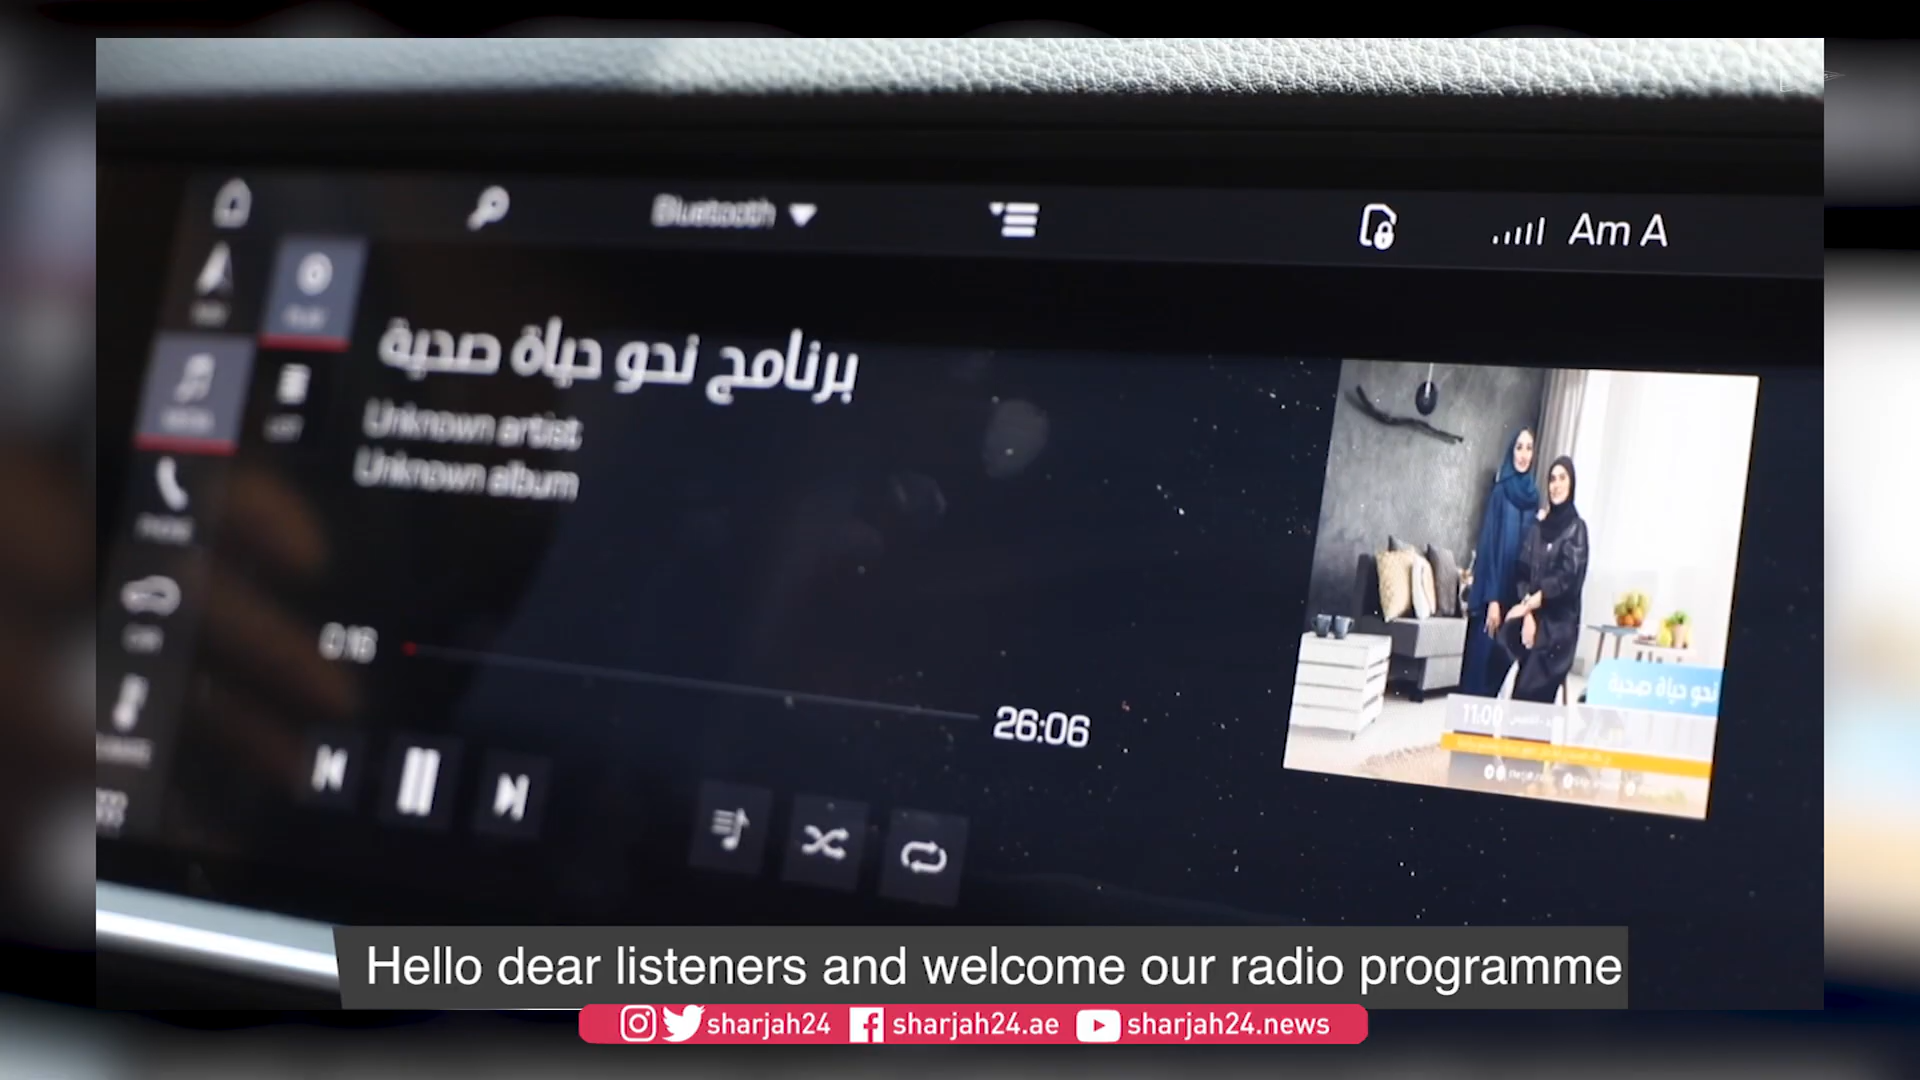 Bluetooth
Am A
برنامج نحو حياة صحية
Unknown artist
Unknown album
0:16
26:06
نحو حياة صحية
11:00
Hello dear listeners and welcome our radio programme
sharjah24 sharjah24.ae sharjah24.news